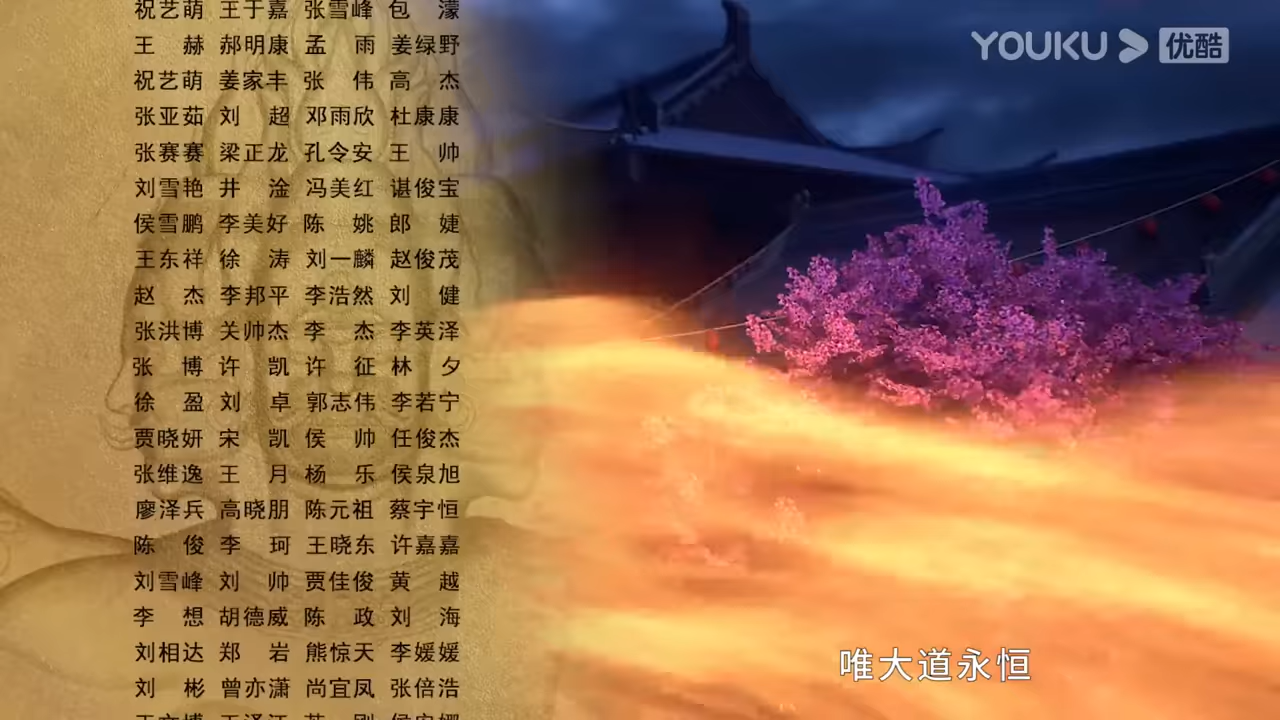 祝艺萌 王于嘉 张雪峰 包 濛
王 赫 郝明康 孟 雨 姜绿野
祝艺萌 姜家丰 张 伟 高 杰
张亚茹 刘 超 邓雨欣 杜康康
张赛赛 梁正龙 孔令安 王 帅
刘雪艳 井 淦 冯美红 谌俊宝
侯雪鹏 李美好 陈 姚 郎 婕
王东祥 徐 涛 刘一麟 赵俊茂
赵 杰 李邦平 李浩然 刘 健
张洪博 关帅杰 李 杰 李英泽
张 博 许 凯 许 征 林 夕
徐 盈 刘 卓 郭志伟 李若宁
贾晓妍 宋 凯 侯 帅 任俊杰
张维逸 王 月 杨 乐 侯泉旭
廖泽兵 高晓朋 陈元祖 蔡宇恒
陈 俊 李 珂 王晓东 许嘉嘉
刘雪峰 刘 帅 贾佳俊 黄 越
李 想 胡德威 陈 政 刘 海
刘相达 郑 岩 熊惊天 李媛媛
刘 彬 曾亦潇 尚宜凤 张倍浩
YOUKU 优酷
唯大道永恒